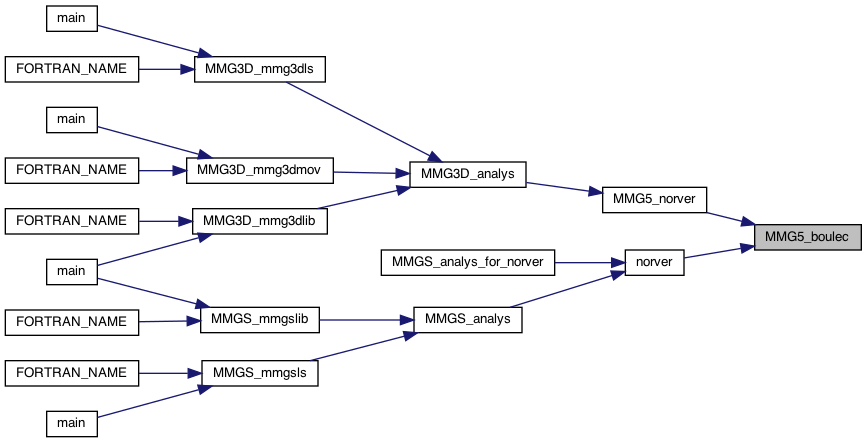 main
FORTRAN_NAME
MMG3D_mmg3dls
main
FORTRAN_NAME
MMG3D_mmg3dmov
MMG3D_analys
MMG5_norver
FORTRAN_NAME
MMG3D_mmg3dlib
MMG5_boulec
main
MMGS_analys_for_norver
norver
FORTRAN_NAME
MMGS_mmgslib
MMGS_analys
FORTRAN_NAME
MMGS_mmgsls
main